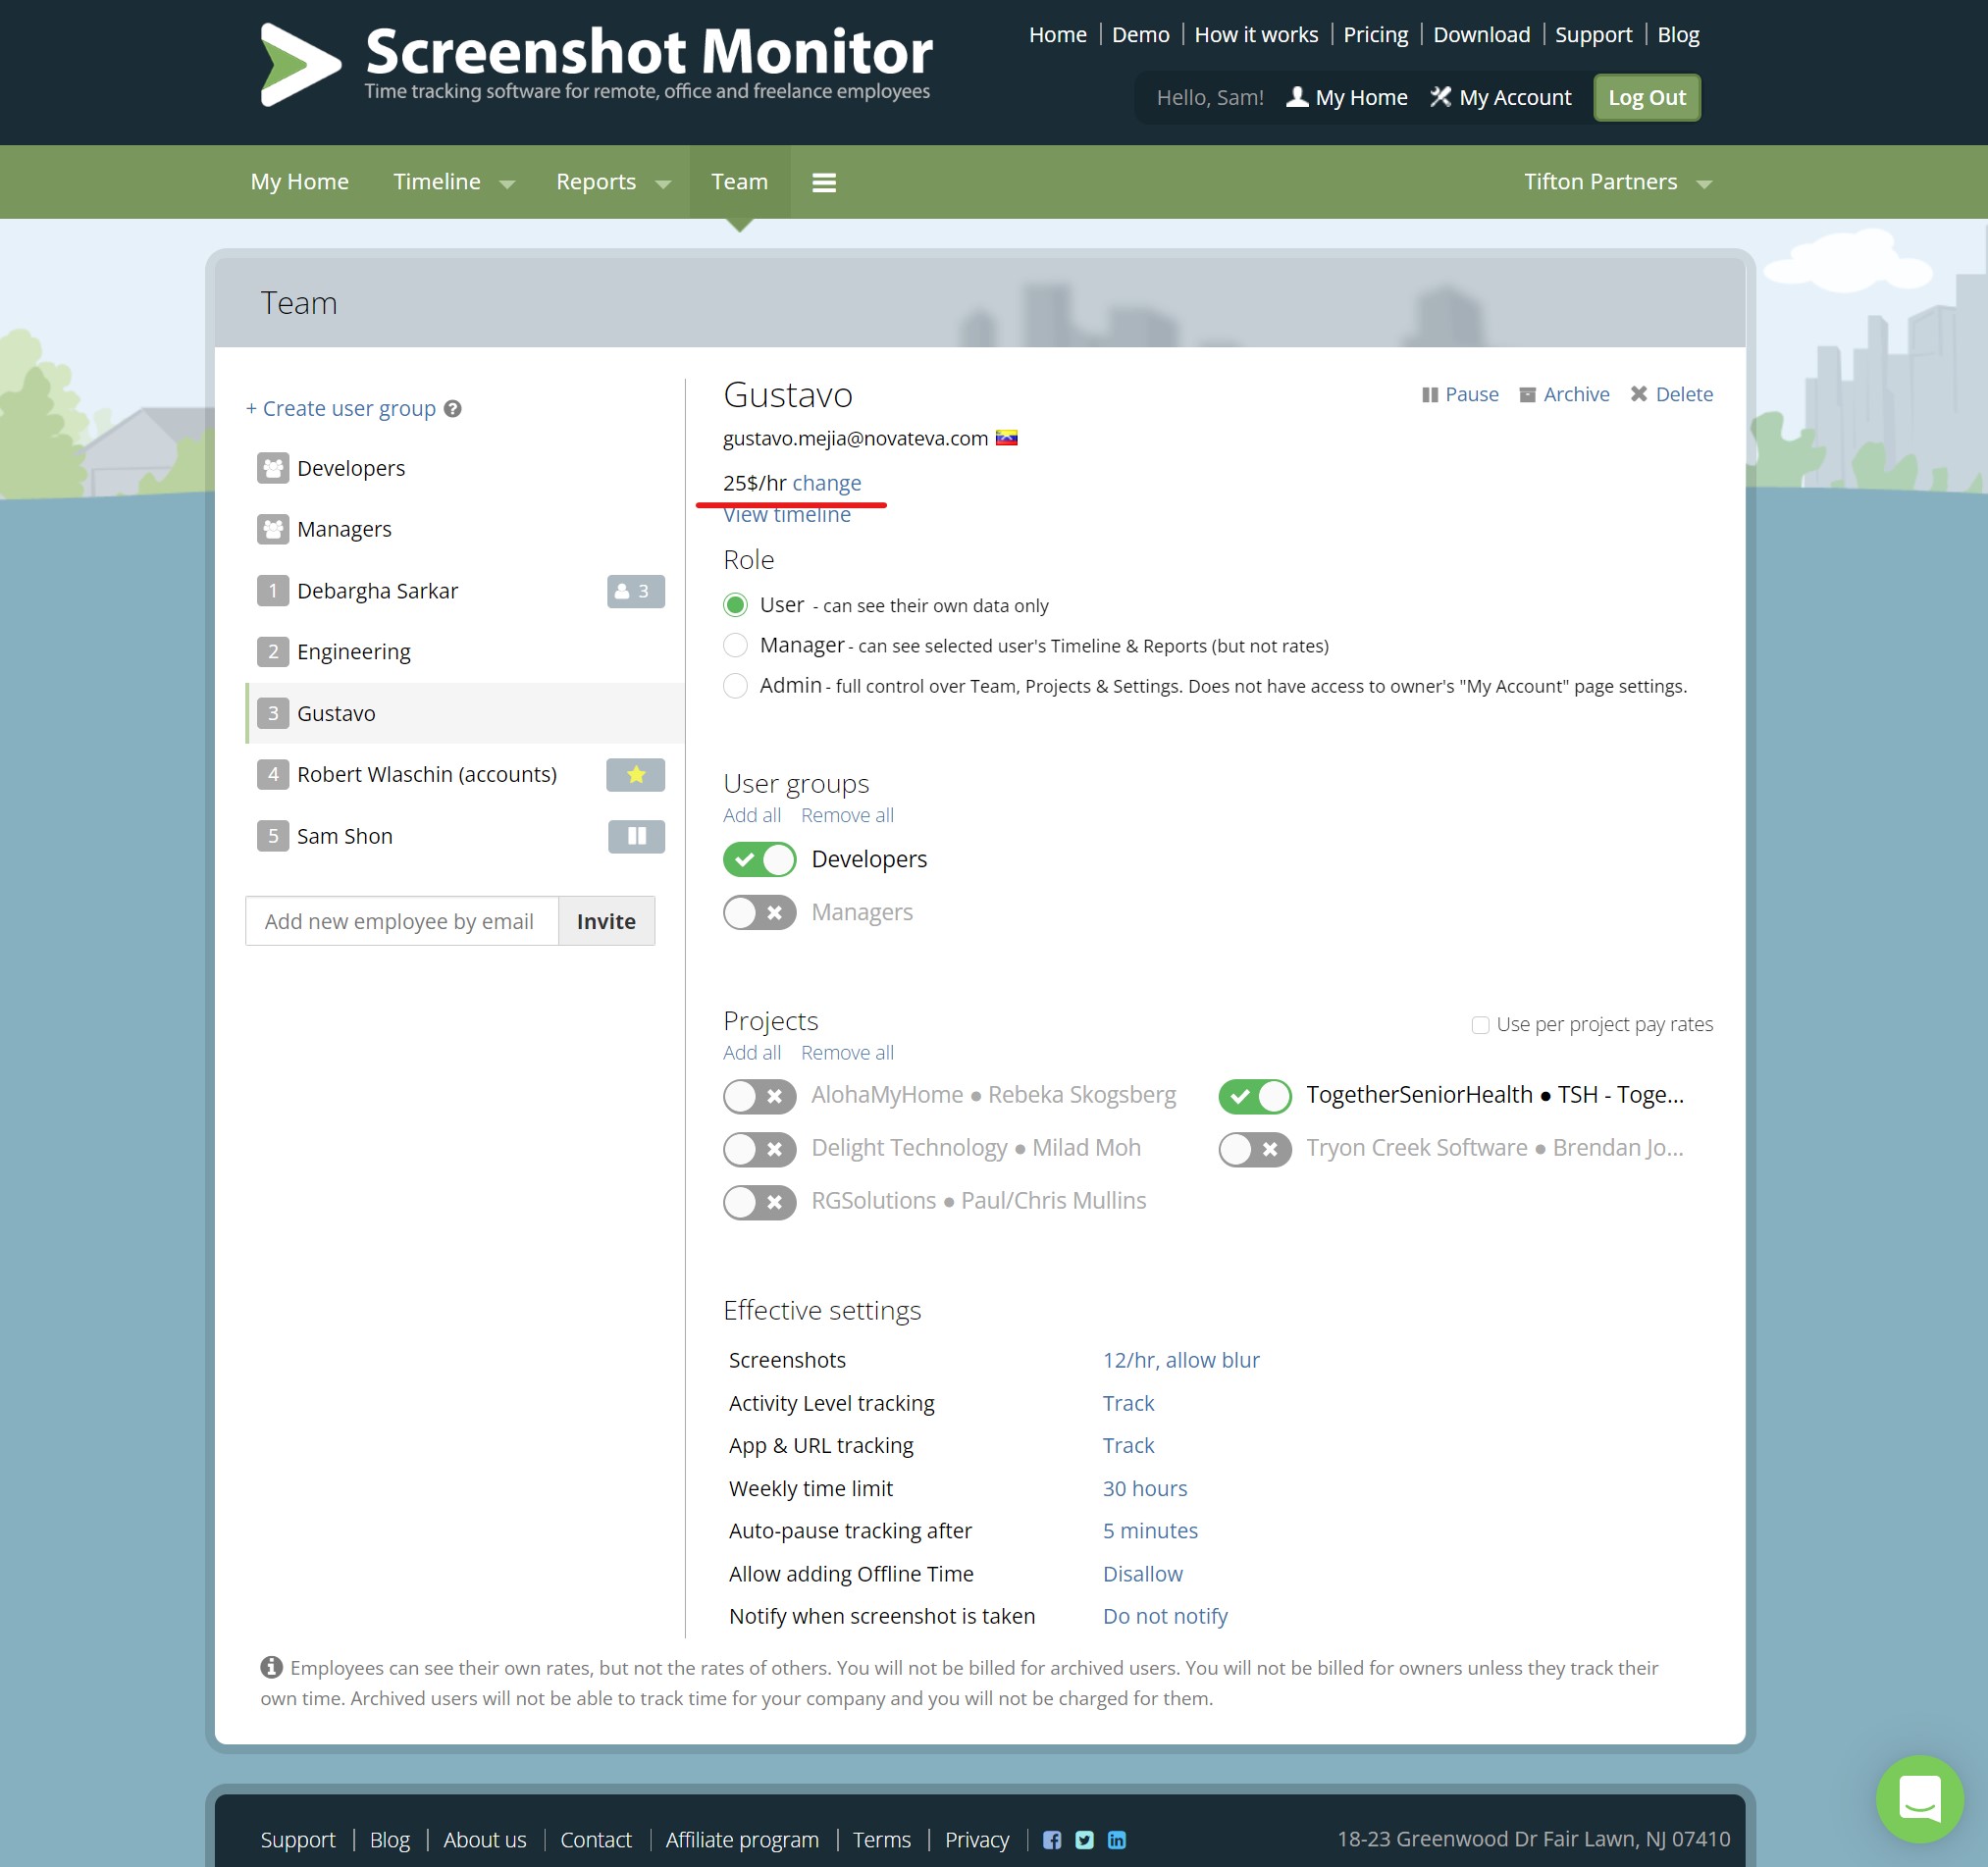 Screenshot Monitor
Time tracking software for remote, office and freelance employees
Home | Demo | How it works | Pricing | Download | Support | Blog
Hello, Sam! My Home My Account Log Out
My Home Timeline Reports Team Tifton Partners
Team
+ Create user group ?
Developers
Managers
1 Debargha Sarkar 3
2 Engineering
3 Gustavo
4 Robert Wlaschin (accounts)
5 Sam Shon
Add new employee by email Invite
Gustavo
Pause Archive Delete
gustavo.mejia@novateva.com
25$/hr change
View timeline
Role
User - can see their own data only
Manager - can see selected user's Timeline & Reports (but not rates)
Admin - full control over Team, Projects & Settings. Does not have access to owner's "My Account" page settings.
User groups
Add all Remove all
Developers
Managers
Projects
Use per project pay rates
Add all Remove all
AlohaMyHome ● Rebeka Skogsberg TogetherSeniorHealth ● TSH - Toge...
Delight Technology ● Milad Moh Tryon Creek Software ● Brendan Jo...
RGSolutions ● Paul/Chris Mullins
Effective settings
Screenshots 12/hr, allow blur
Activity Level tracking Track
App & URL tracking Track
Weekly time limit 30 hours
Auto-pause tracking after 5 minutes
Allow adding Offline Time Disallow
Notify when screenshot is taken Do not notify
Employees can see their own rates, but not the rates of others. You will not be billed for archived users. You will not be billed for owners unless they track their
own time. Archived users will not be able to track time for your company and you will not be charged for them.
Support | Blog | About us | Contact | Affiliate program | Terms | Privacy | 18-23 Greenwood Dr Fair Lawn, NJ 07410